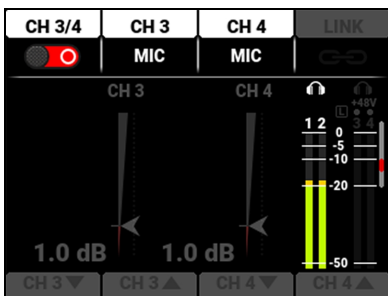 CH 3/4 CH 3 CH 4 LINK
MIC MIC
CH 3 CH 4
+48V
L
1 2 3 4
0
-5
-10
-20
-50
1.0 dB 1.0 dB
CH 3▼ CH 3▲ CH 4▼ CH 4▲